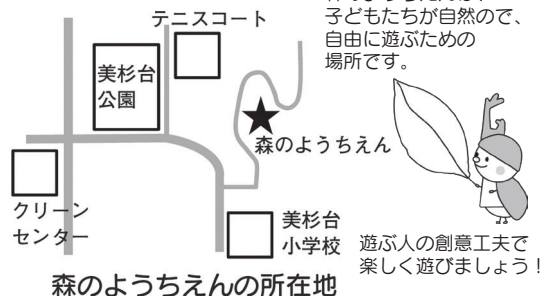 テニスコート
美杉台
公園
森のようちえん
クリーン
センター
美杉台
小学校
森のようちえんの所在地
子どもたちが自然ので、
自由に遊ぶための
場所です。
遊ぶ人の創意工夫で
楽しく遊びましょう！